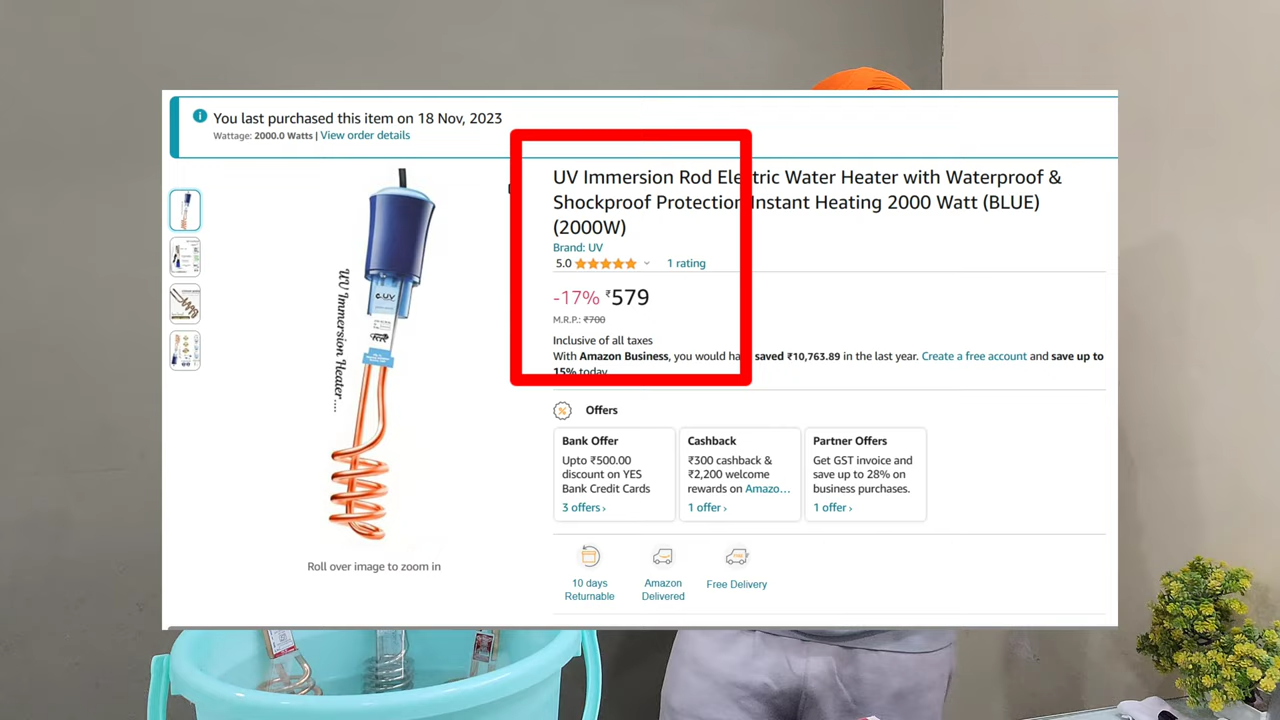 You last purchased this item on 18 Nov, 2023
Wattage: 2000.0 Watts | View order details
UV Immersion Rod Electric Water Heater with Waterproof &
Shockproof Protection Instant Heating 2000 Watt (BLUE)
(2000W)
Brand: UV
5.0 1 rating
-17% ₹579
M.R.P.: ₹700
Inclusive of all taxes
With Amazon Business, you would ha saved ₹10,763.89 in the last year. Create a free account and save up to
15% today
UV Immersion Heater....
UV
Roll over image to zoom in
Offers
Bank Offer
Upto ₹500.00
discount on YES
Bank Credit Cards
3 offers ›
Cashback
₹300 cashback &
₹2,200 welcome
rewards on Amazo...
1 offer ›
Partner Offers
Get GST invoice and
save up to 28% on
business purchases.
1 offer ›
10 days
Returnable
Amazon
Delivered
Free Delivery